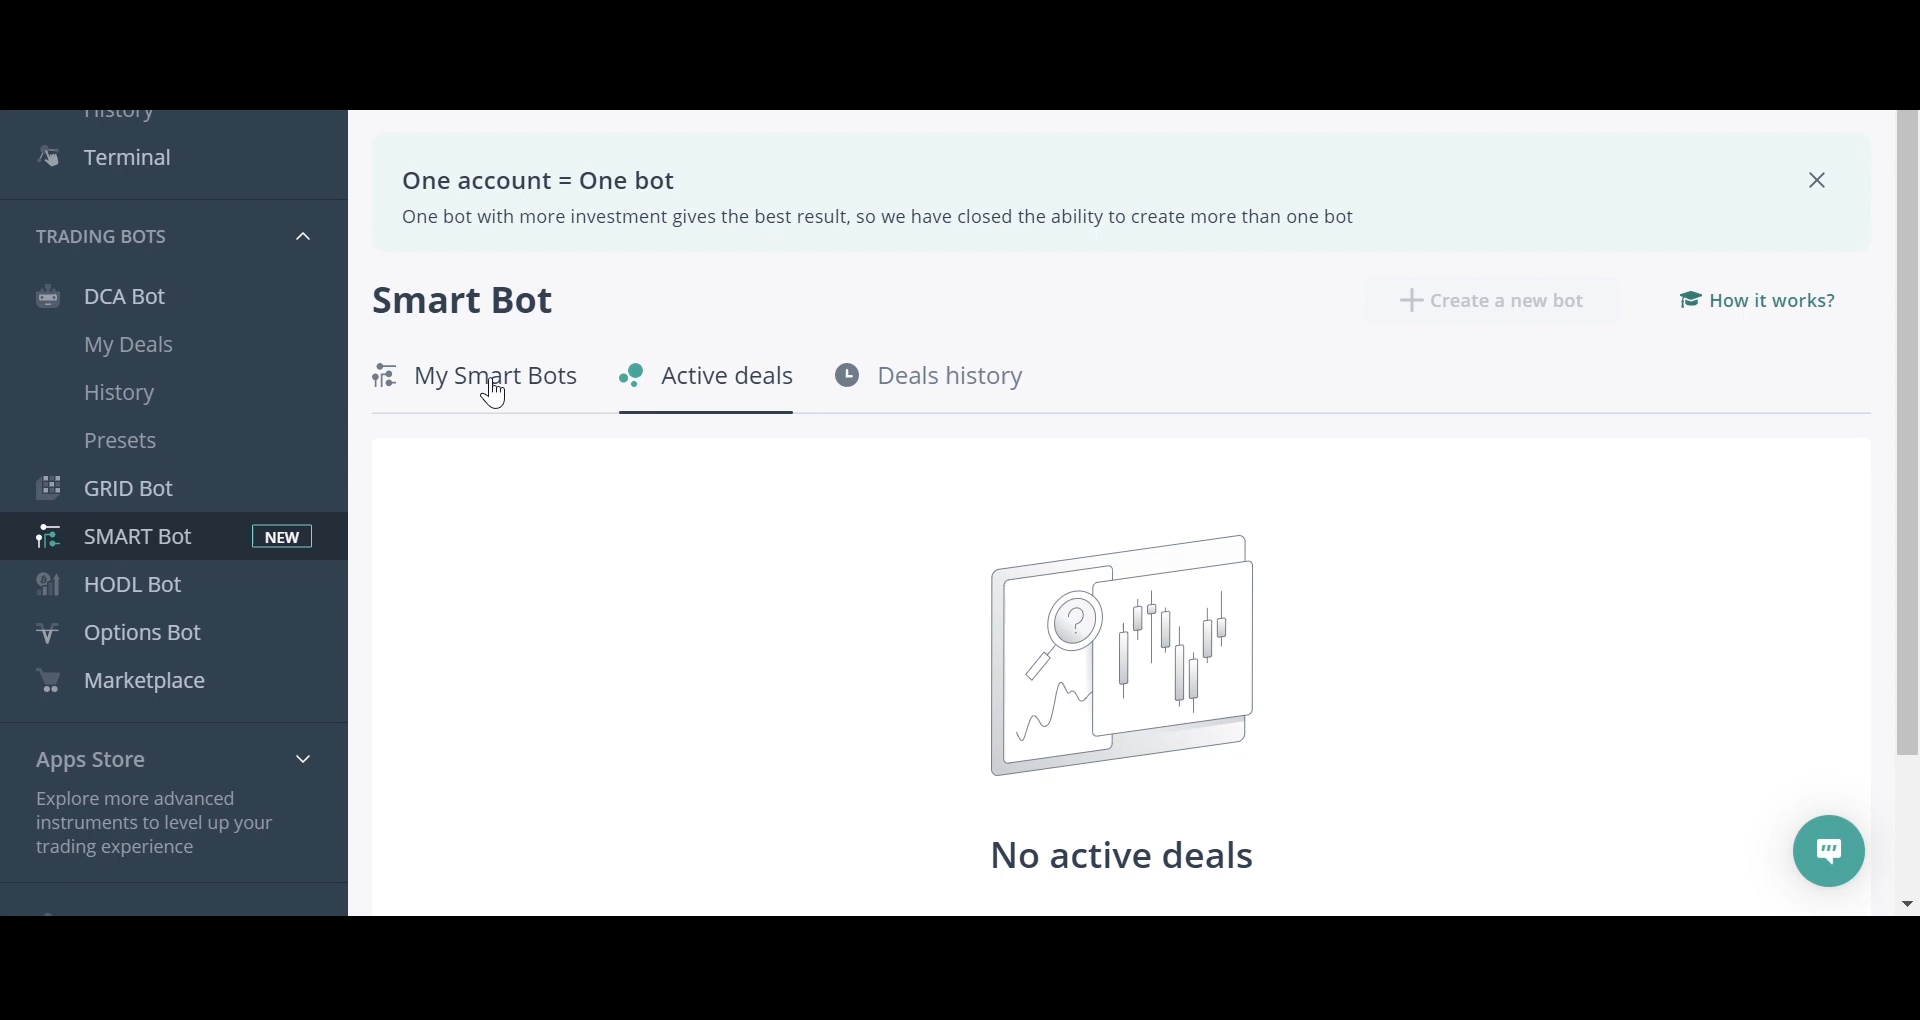 History
Terminal
TRADING BOTS
DCA Bot
My Deals
History
Presets
GRID Bot
SMART Bot NEW
HODL Bot
Options Bot
Marketplace
Apps Store
Explore more advanced
instruments to level up your
trading experience
One account = One bot
One bot with more investment gives the best result, so we have closed the ability to create more than one bot
Smart Bot
Create a new bot
How it works?
My Smart Bots Active deals Deals history
?
No active deals